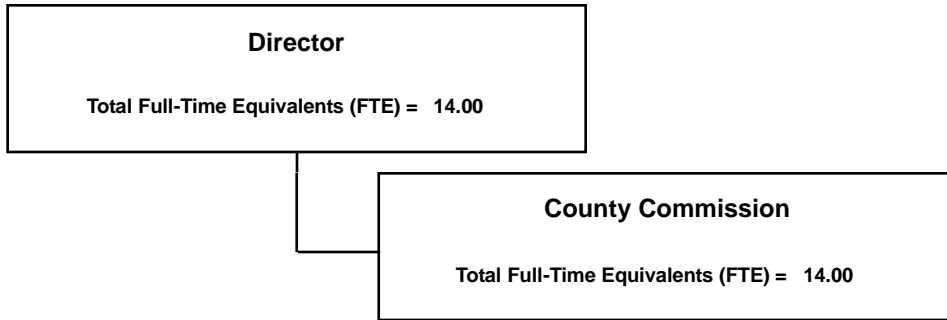 Director
Total Full-Time Equivalents (FTE) = 14.00
County Commission
Total Full-Time Equivalents (FTE) = 14.00